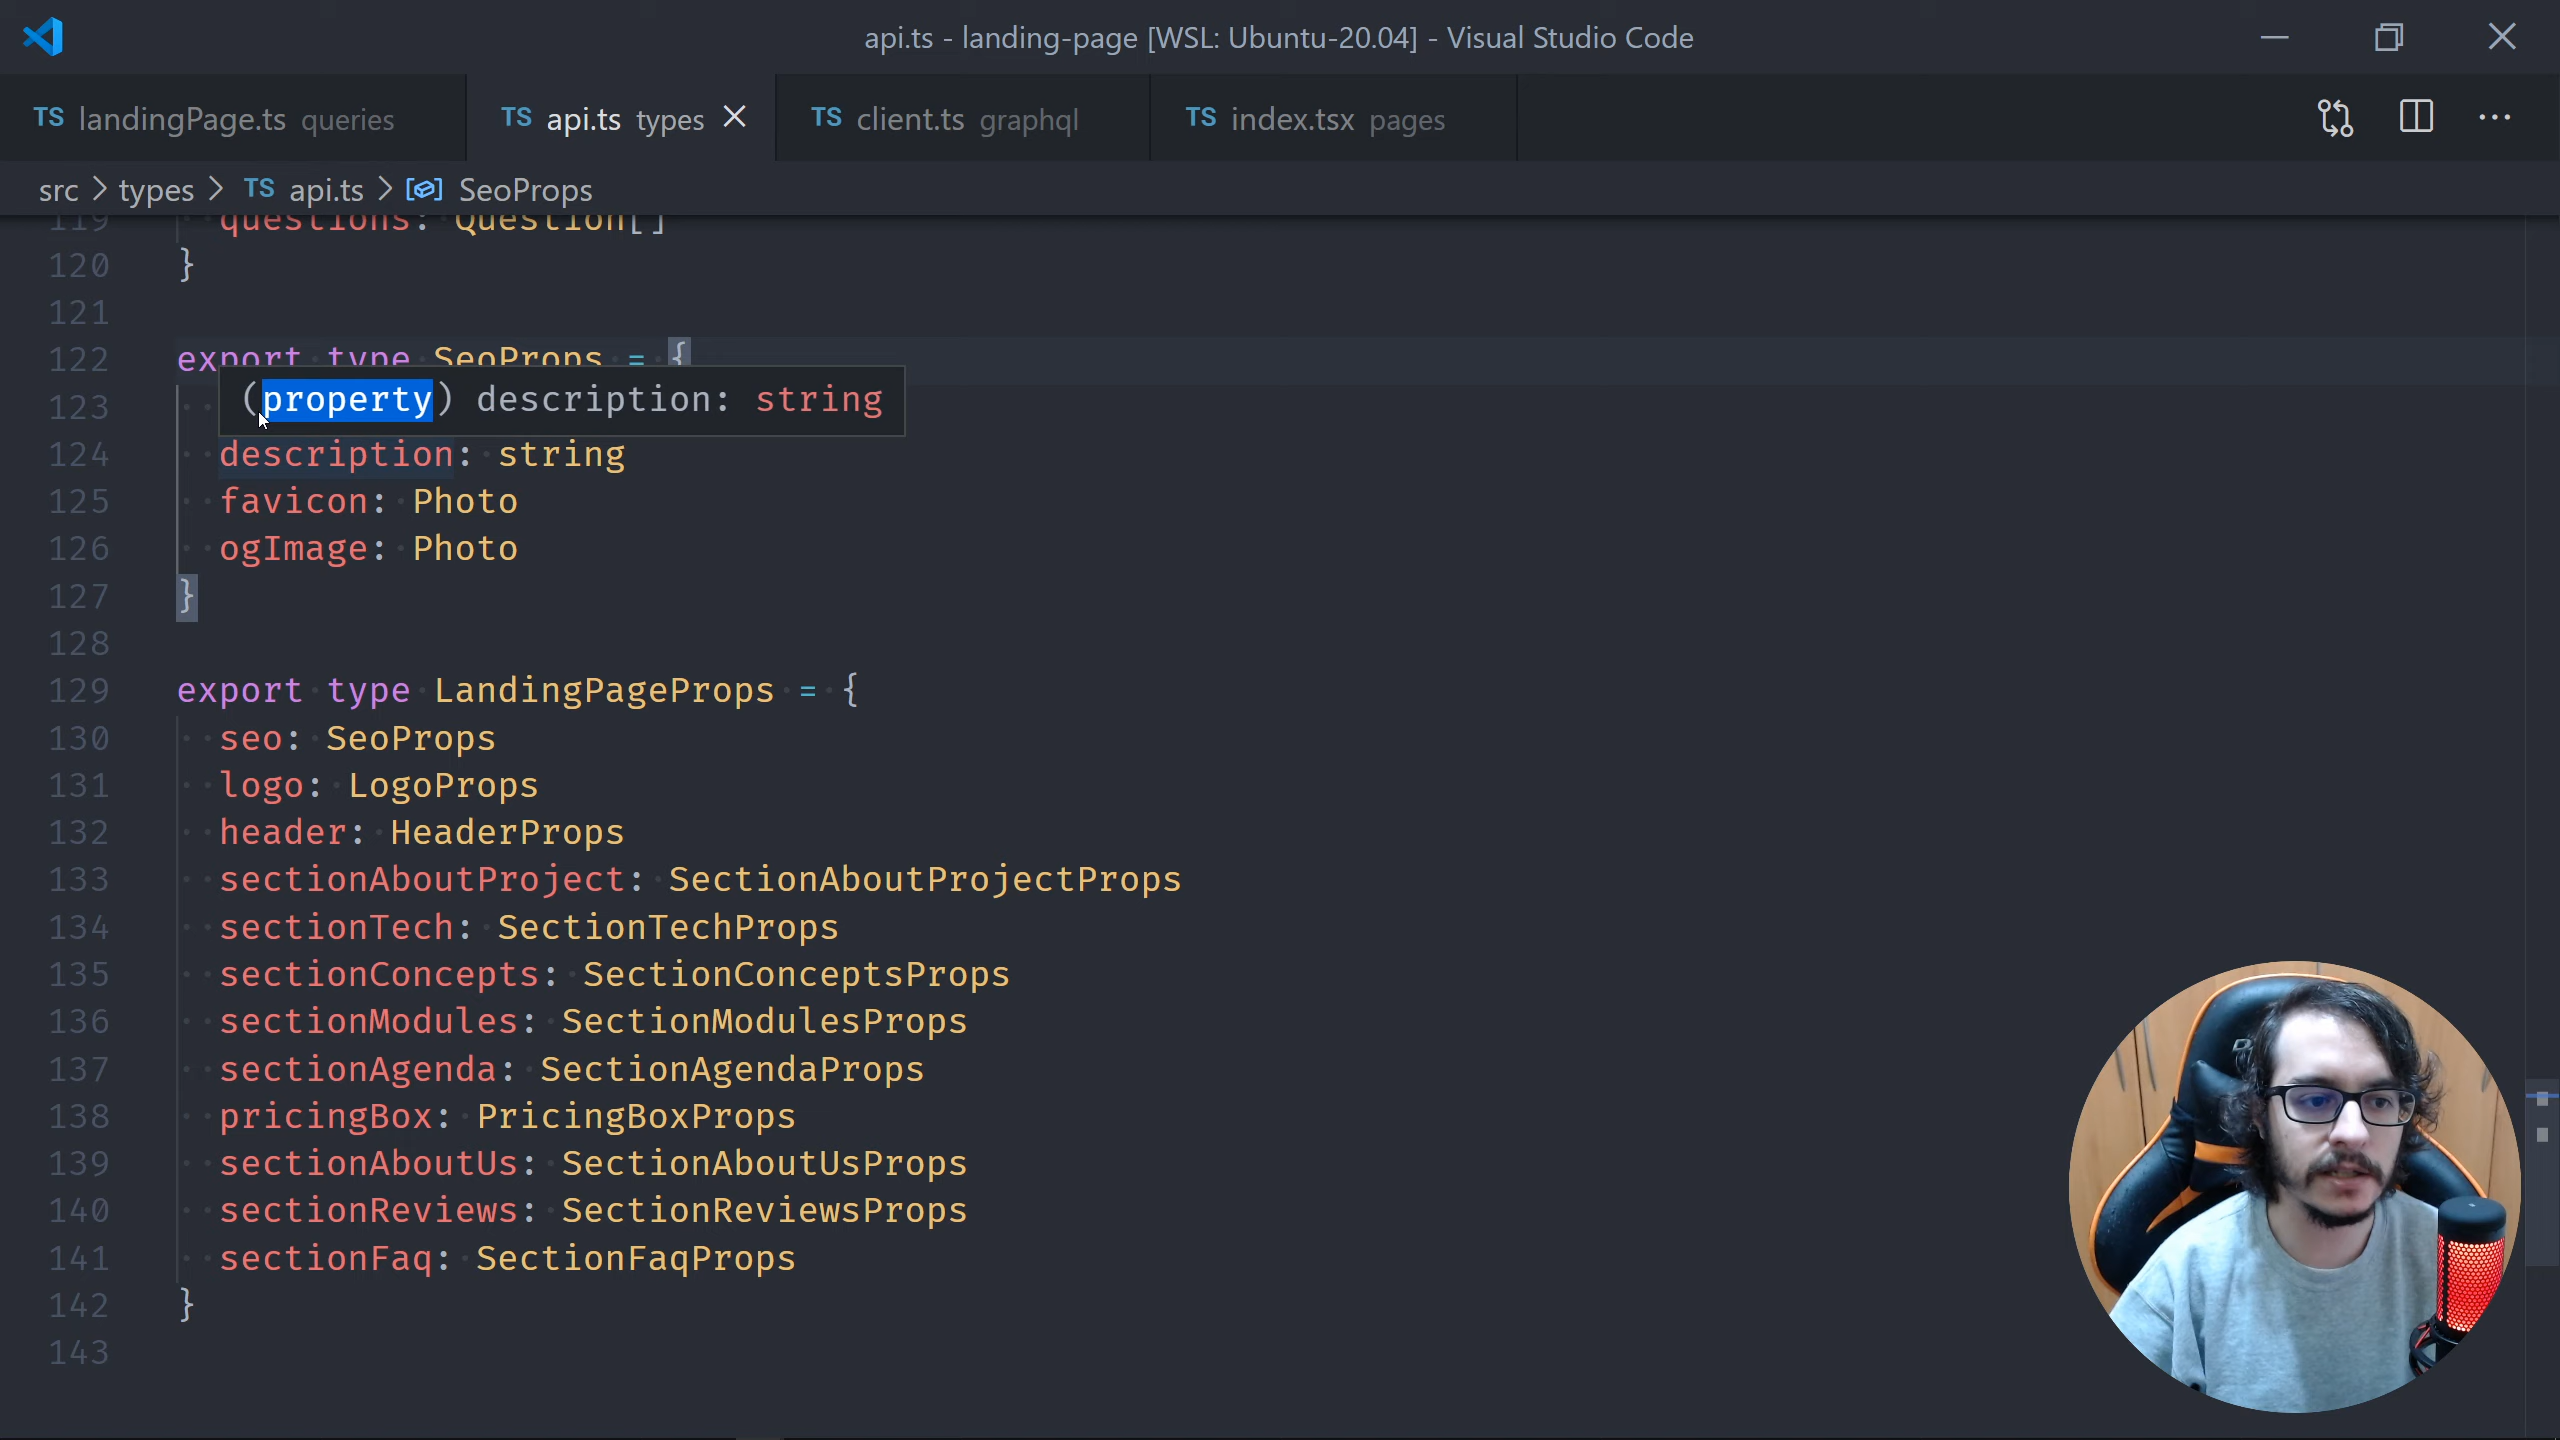 api.ts - landing-page [WSL: Ubuntu-20.04] - Visual Studio Code
TS landingPage.ts queries
TS api.ts types
TS client.ts graphql
TS index.tsx pages
src > types > TS api.ts > SeoProps
119 questions: Question[]
120 }
121
122 export type SeoProps = {
(property) description: string
123
124 description: string
125 favicon: Photo
126 ogImage: Photo
127 }
128
129 export type LandingPageProps = {
130 seo: SeoProps
131 logo: LogoProps
132 header: HeaderProps
133 sectionAboutProject: SectionAboutProjectProps
134 sectionTech: SectionTechProps
135 sectionConcepts: SectionConceptsProps
136 sectionModules: SectionModulesProps
137 sectionAgenda: SectionAgendaProps
138 pricingBox: PricingBoxProps
139 sectionAboutUs: SectionAboutUsProps
140 sectionReviews: SectionReviewsProps
141 sectionFaq: SectionFaqProps
142 }
143